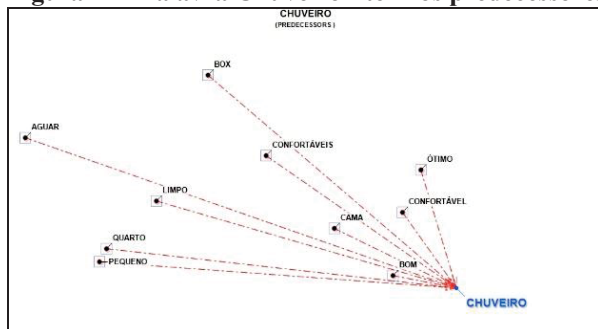 CHUVEIRO
(PREDECESSORS)
BOX
AGUAR
CONFORTÁVEIS
ÓTIMO
LIMPO
CONFORTÁVEL
CAMA
QUARTO
PEQUENO
BOM
CHUVEIRO